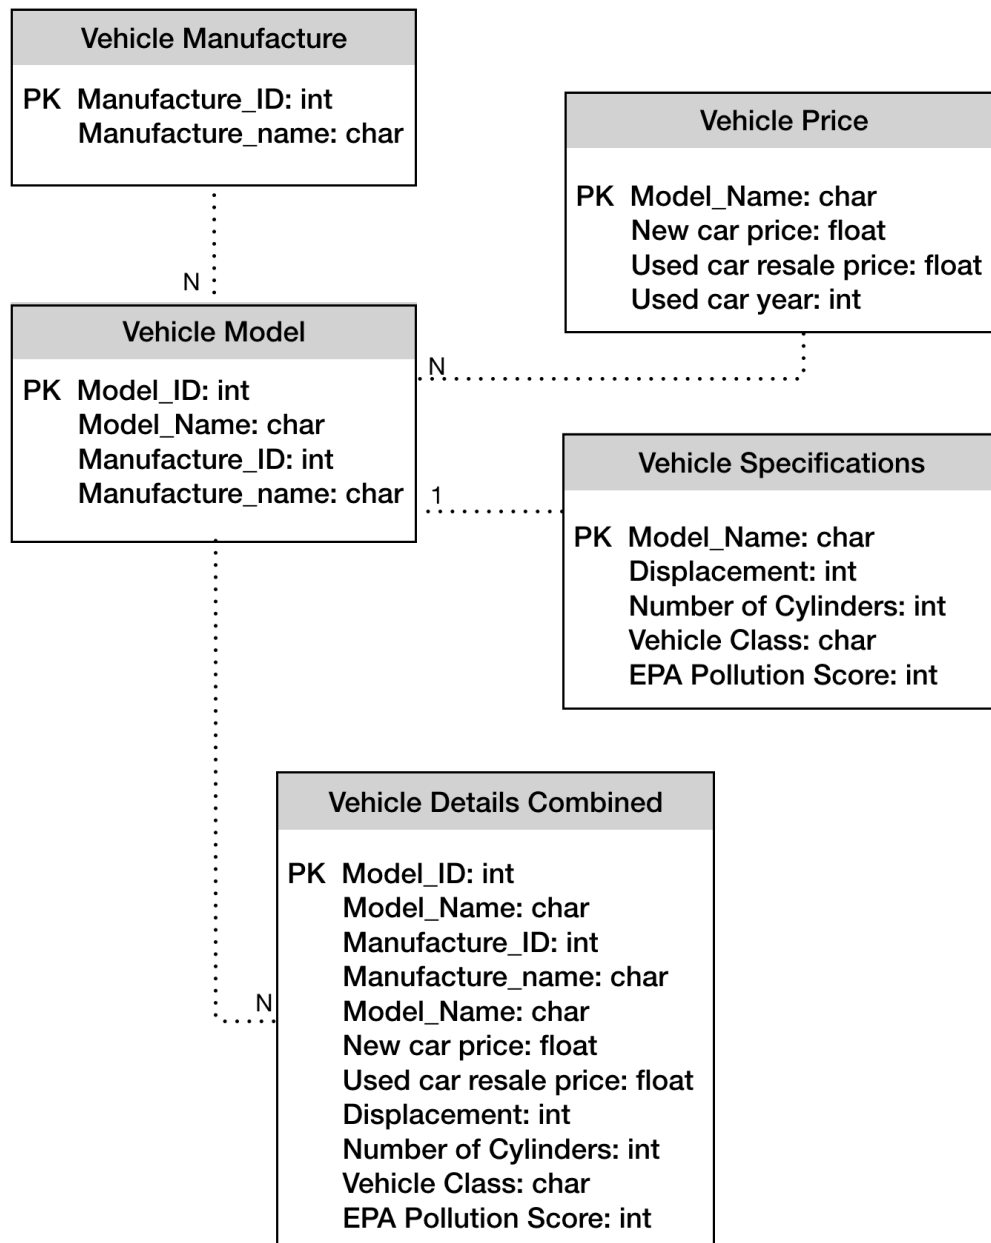 Vehicle Manufacture
PK Manufacture_ID: int
Manufacture_name: char
N
Vehicle Price
PK Model_Name: char
New car price: float
Used car resale price: float
Used car year: int
Vehicle Model
PK Model_ID: int
Model_Name: char
Manufacture_ID: int
Manufacture_name: char
N
1
Vehicle Specifications
PK Model_Name: char
Displacement: int
Number of Cylinders: int
Vehicle Class: char
EPA Pollution Score: int
N
Vehicle Details Combined
PK Model_ID: int
Model_Name: char
Manufacture_ID: int
Manufacture_name: char
Model_Name: char
New car price: float
Used car resale price: float
Displacement: int
Number of Cylinders: int
Vehicle Class: char
EPA Pollution Score: int